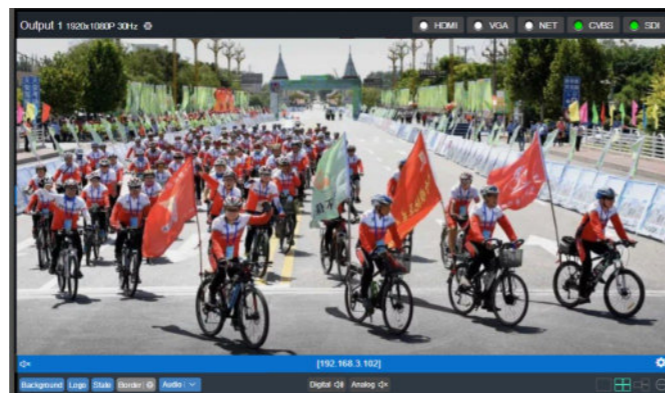 Output 1 1920x1080P 30Hz
HDMI VGA NET CVBS SDI
[192.168.3.102]
Background Logo State Border Audio Digital Analog